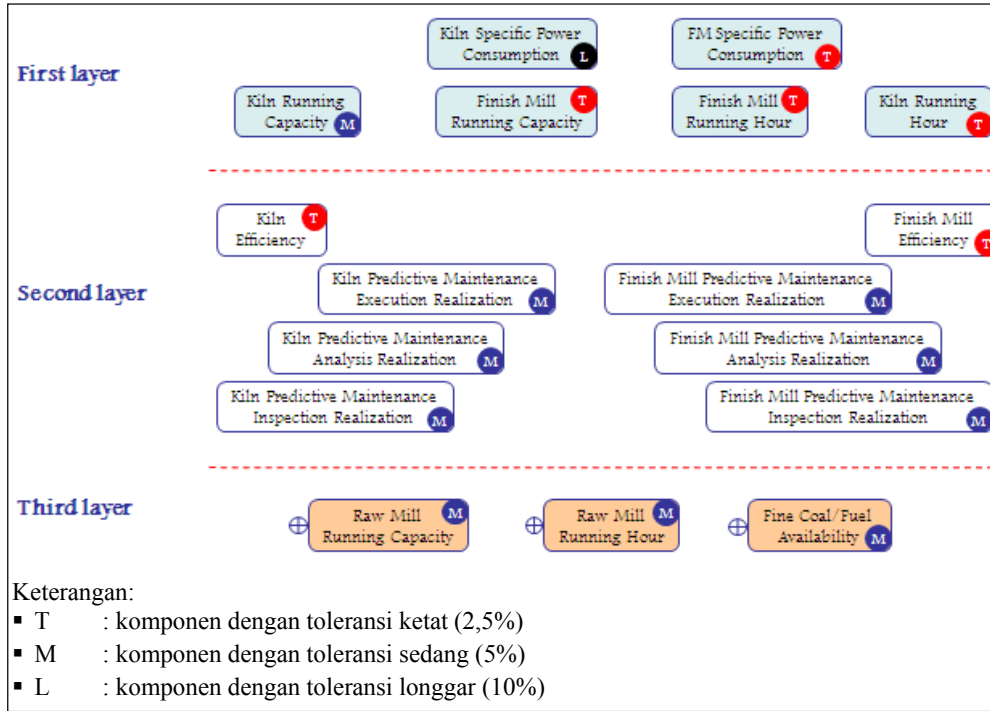 First layer
Kiln Specific Power
Consumption L
FM Specific Power
Consumption T
Kiln Running
Capacity M
Finish Mill T
Running Capacity
Finish Mill T
Running Hour
Kiln Running
Hour T
Second layer
Kiln T
Efficiency
Finish Mill
Efficiency T
Kiln Predictive Maintenance
Execution Realization M
Finish Mill Predictive Maintenance
Execution Realization M
Kiln Predictive Maintenance
Analysis Realization M
Finish Mill Predictive Maintenance
Analysis Realization M
Kiln Predictive Maintenance
Inspection Realization M
Finish Mill Predictive Maintenance
Inspection Realization M
Third layer
Raw Mill M
Running Capacity
Raw Mill M
Running Hour
Fine Coal/Fuel
Availability M
Keterangan:
▪ T : komponen dengan toleransi ketat (2,5%)
▪ M : komponen dengan toleransi sedang (5%)
▪ L : komponen dengan toleransi longgar (10%)